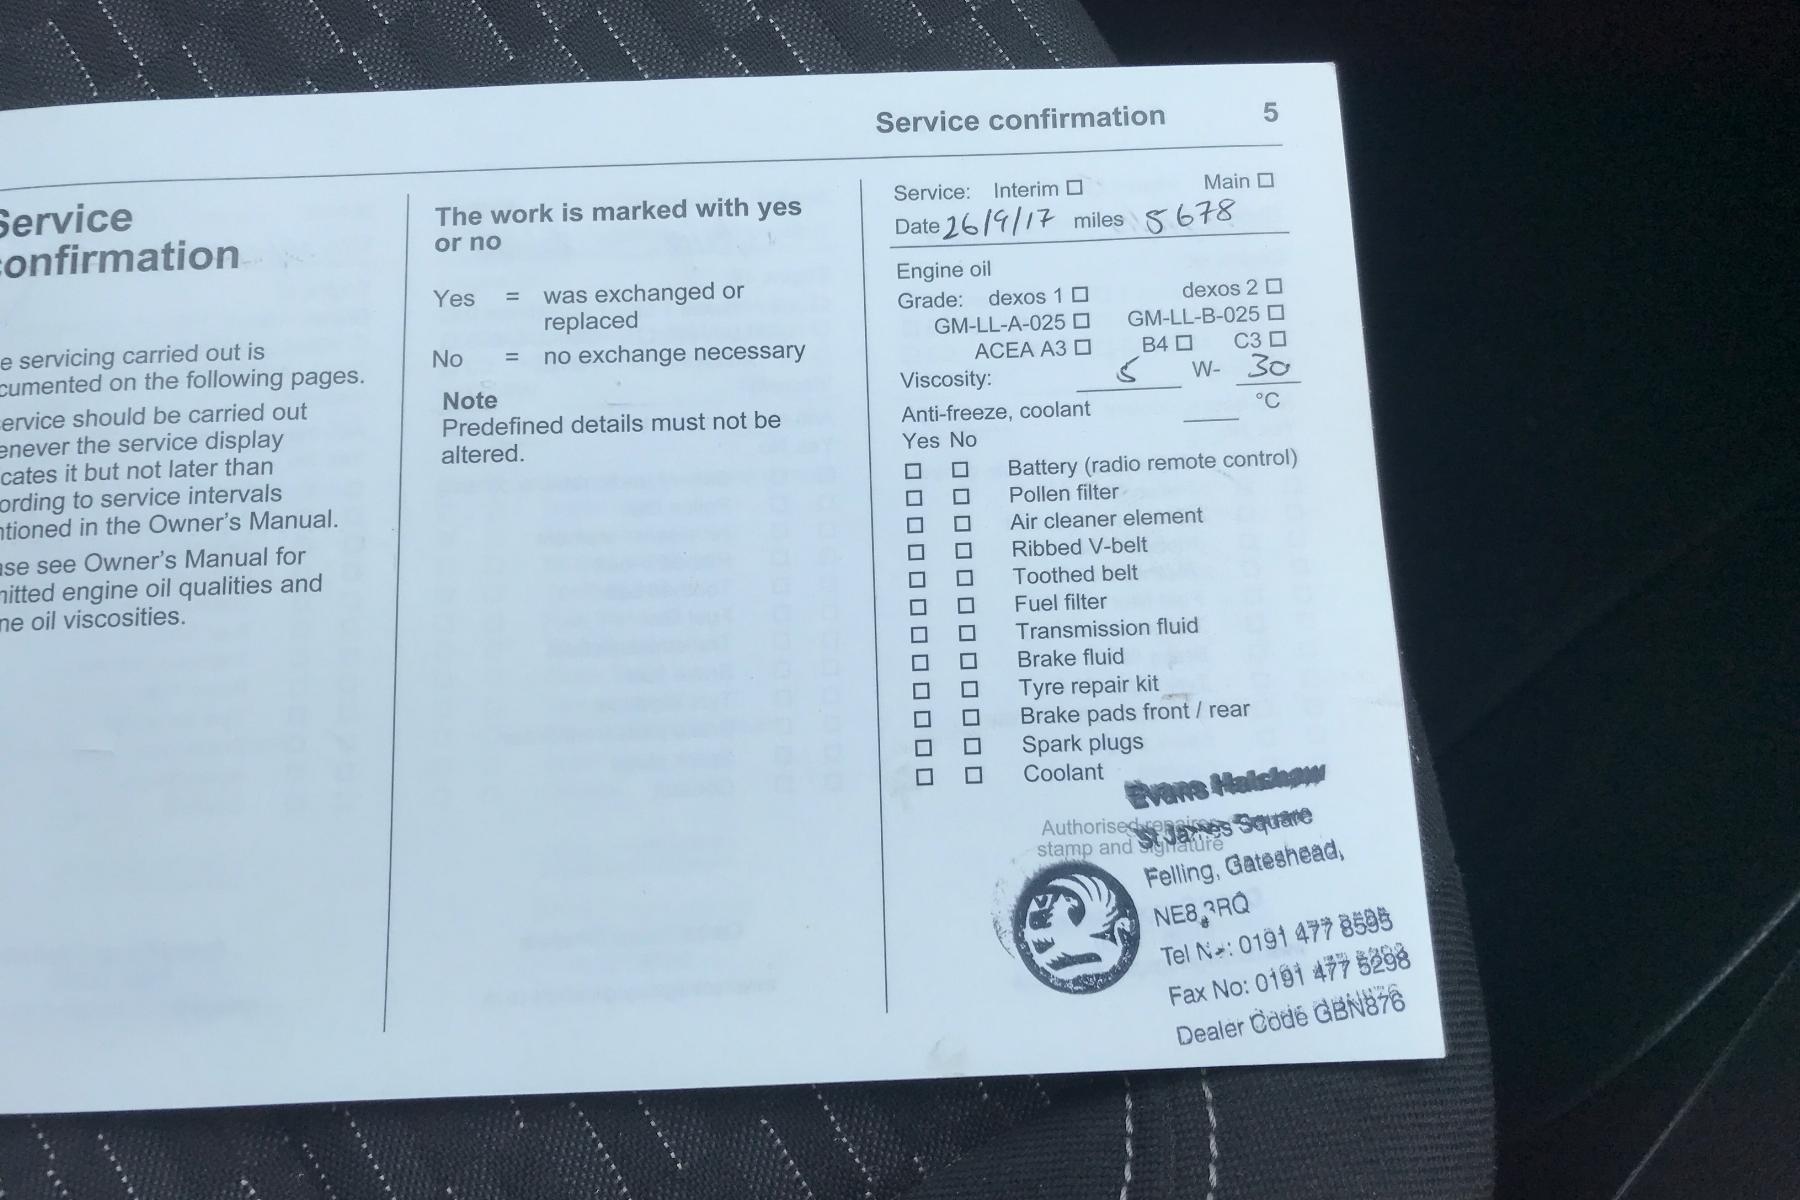 Service confirmation 5
Service
confirmation
e servicing carried out is
cumented on the following pages.
ervice should be carried out
enever the service display
cates it but not later than
ording to service intervals
ntioned in the Owner's Manual.
ase see Owner's Manual for
mitted engine oil qualities and
ne oil viscosities.
The work is marked with yes
or no
Yes = was exchanged or
replaced
No = no exchange necessary
Note
Predefined details must not be
altered.
Service: Interim ☐ Main ☐
Date 26/9/17 miles 5678
Engine oil
Grade: dexos 1 ☐ dexos 2 ☐
GM-LL-A-025 ☐ GM-LL-B-025 ☐
ACEA A3 ☐ B4 ☐ C3 ☐
Viscosity: 5 W- 30
Anti-freeze, coolant °C
Yes No
☐ ☐ Battery (radio remote control)
☐ ☐ Pollen filter
☐ ☐ Air cleaner element
☐ ☐ Ribbed V-belt
☐ ☐ Toothed belt
☐ ☐ Fuel filter
☐ ☐ Transmission fluid
☐ ☐ Brake fluid
☐ ☐ Tyre repair kit
☐ ☐ Brake pads front / rear
☐ ☐ Spark plugs
☐ ☐ Coolant
Authorised repairer
stamp and signature
Evans Halshaw
St James Square
Felling, Gateshead,
NE8 3RQ
Tel No: 0191 477 8595
Fax No: 0191 477 5298
Dealer Code GBN876